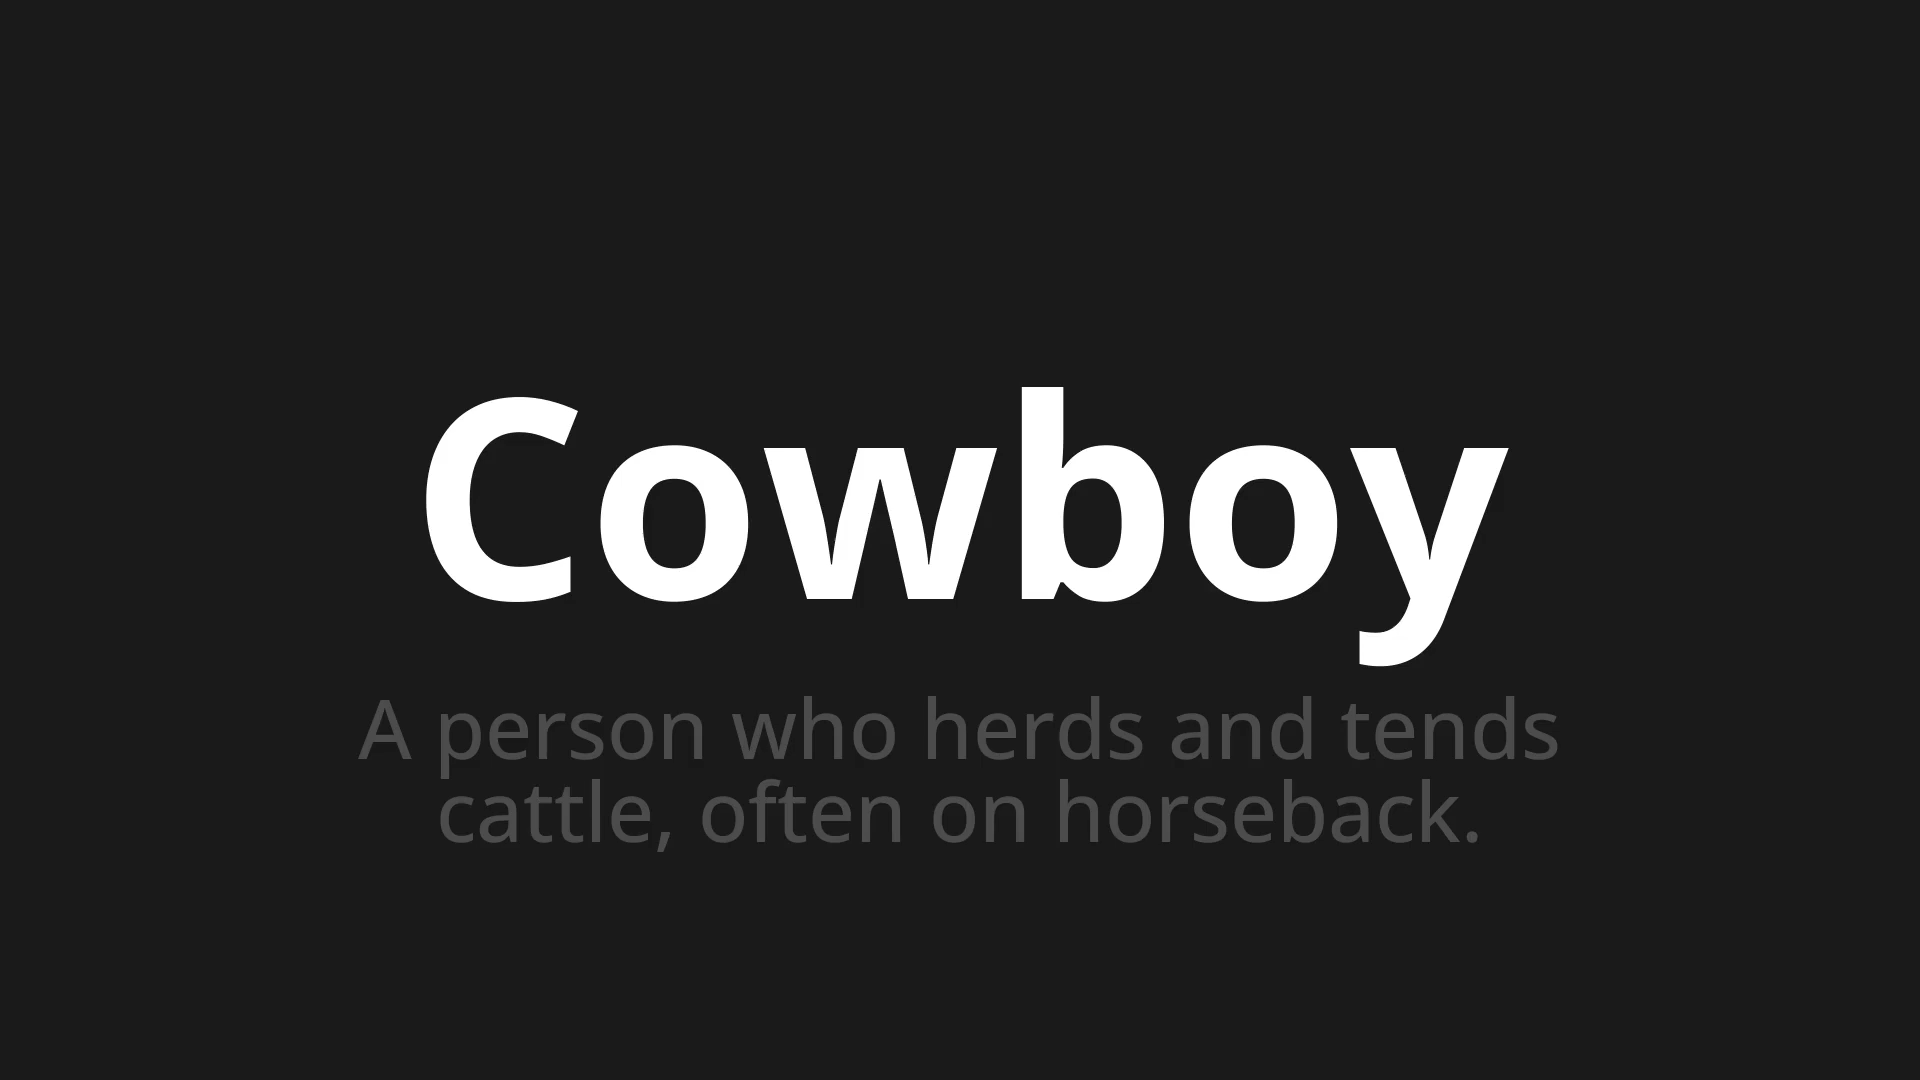 Cowboy
A person who herds and tends
cattle, often on horseback.